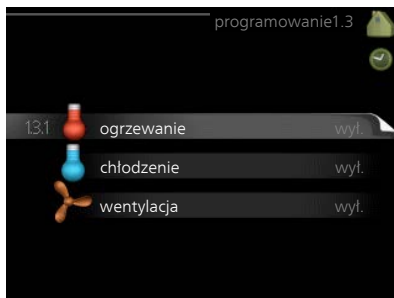 programowanie1.3
1.3.1 ogrzewanie wył.
chłodzenie wył.
wentylacja wył.